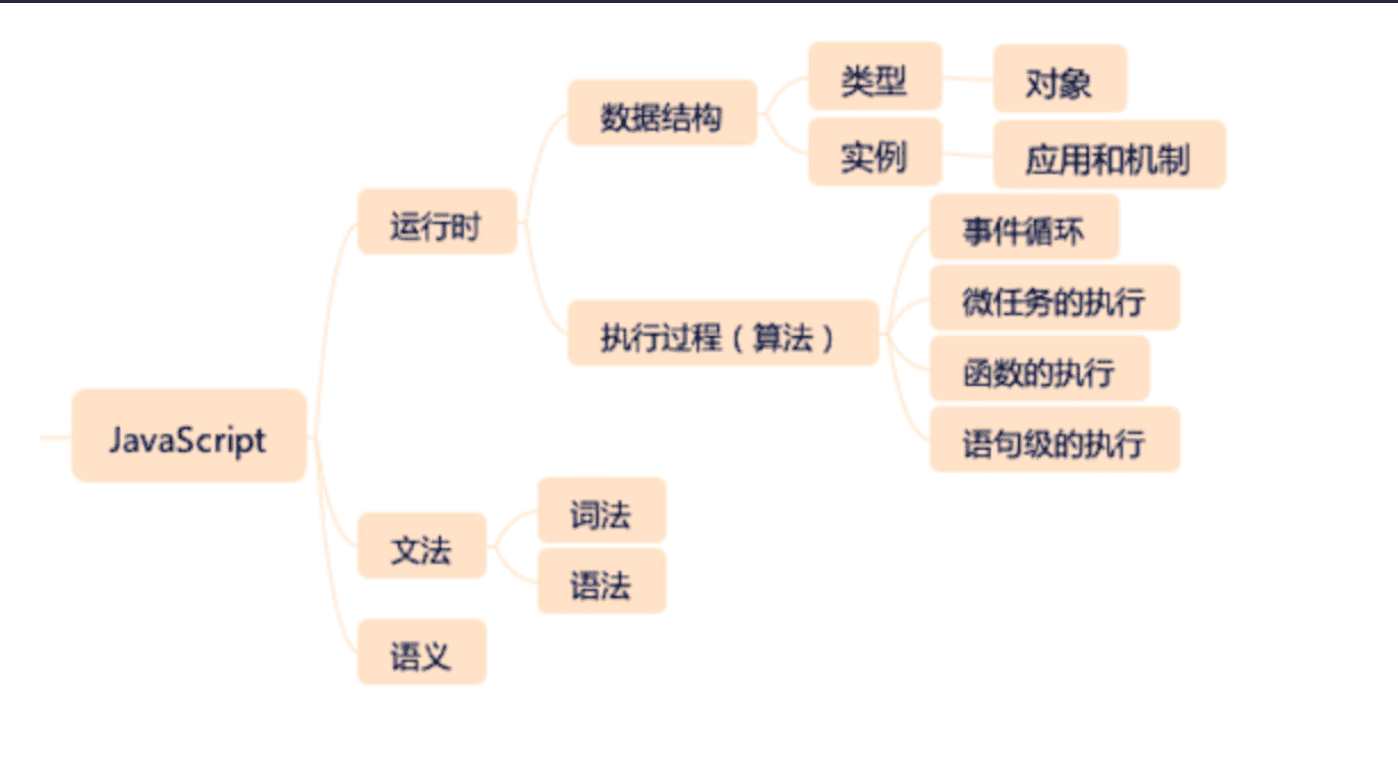 JavaScript
运行时
数据结构
类型
对象
实例
应用和机制
执行过程（算法）
事件循环
微任务的执行
函数的执行
语句级的执行
文法
词法
语法
语义